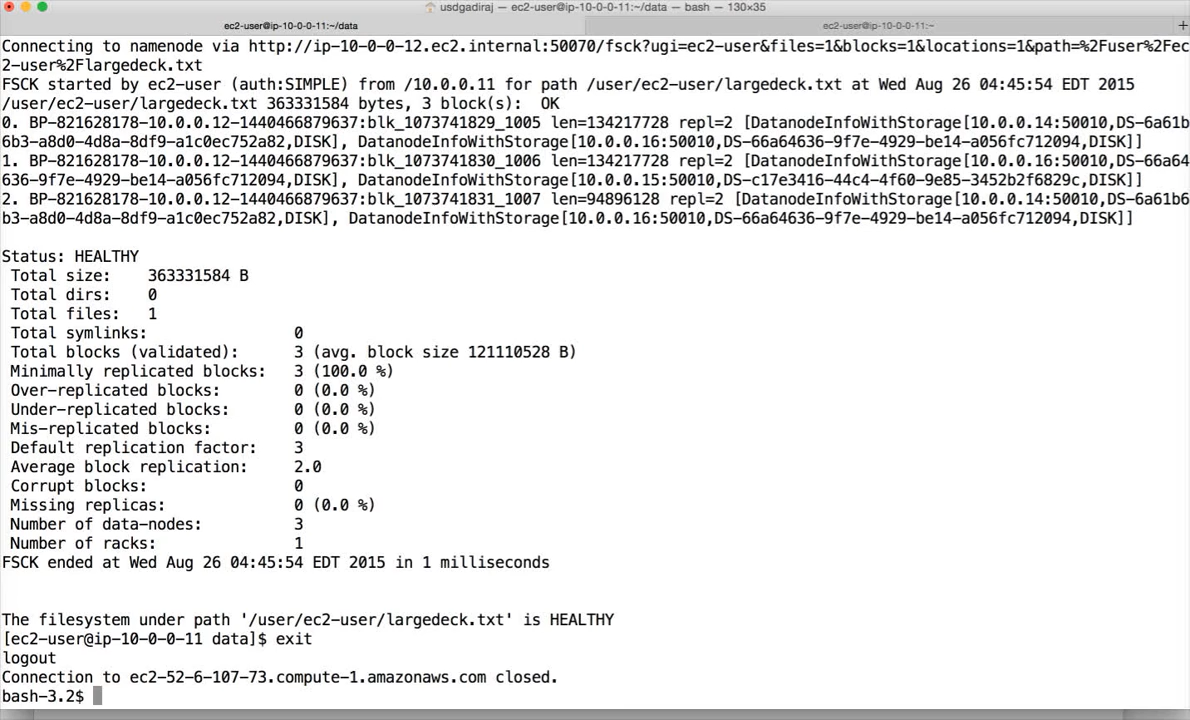 usdgadiraj — ec2-user@ip-10-0-0-11:~/data — bash — 130×35
ec2-user@ip-10-0-0-11:~/data
ec2-user@ip-10-0-0-11:~
+
Connecting to namenode via http://ip-10-0-0-12.ec2.internal:50070/fsck?ugi=ec2-user&files=1&blocks=1&locations=1&path=%2Fuser%2Fec
2-user%2Flargedeck.txt
FSCK started by ec2-user (auth:SIMPLE) from /10.0.0.11 for path /user/ec2-user/largedeck.txt at Wed Aug 26 04:45:54 EDT 2015
/user/ec2-user/largedeck.txt 363331584 bytes, 3 block(s):  OK
0. BP-821628178-10.0.0.12-1440466879637:blk_1073741829_1005 len=134217728 repl=2 [DatanodeInfoWithStorage[10.0.0.14:50010,DS-6a61b
6b3-a8d0-4d8a-8df9-a1c0ec752a82,DISK], DatanodeInfoWithStorage[10.0.0.16:50010,DS-66a64636-9f7e-4929-be14-a056fc712094,DISK]]
1. BP-821628178-10.0.0.12-1440466879637:blk_1073741830_1006 len=134217728 repl=2 [DatanodeInfoWithStorage[10.0.0.16:50010,DS-66a64
636-9f7e-4929-be14-a056fc712094,DISK], DatanodeInfoWithStorage[10.0.0.15:50010,DS-c17e3416-44c4-4f60-9e85-3452b2f6829c,DISK]]
2. BP-821628178-10.0.0.12-1440466879637:blk_1073741831_1007 len=94896128 repl=2 [DatanodeInfoWithStorage[10.0.0.14:50010,DS-6a61b6
b3-a8d0-4d8a-8df9-a1c0ec752a82,DISK], DatanodeInfoWithStorage[10.0.0.16:50010,DS-66a64636-9f7e-4929-be14-a056fc712094,DISK]]
Status: HEALTHY
Total size:    363331584 B
Total dirs:    0
Total files:   1
Total symlinks:                0
Total blocks (validated):      3 (avg. block size 121110528 B)
Minimally replicated blocks:   3 (100.0 %)
Over-replicated blocks:        0 (0.0 %)
Under-replicated blocks:       0 (0.0 %)
Mis-replicated blocks:         0 (0.0 %)
Default replication factor:    3
Average block replication:     2.0
Corrupt blocks:                0
Missing replicas:              0 (0.0 %)
Number of data-nodes:          3
Number of racks:               1
FSCK ended at Wed Aug 26 04:45:54 EDT 2015 in 1 milliseconds
The filesystem under path '/user/ec2-user/largedeck.txt' is HEALTHY
[ec2-user@ip-10-0-0-11 data]$ exit
logout
Connection to ec2-52-6-107-73.compute-1.amazonaws.com closed.
bash-3.2$